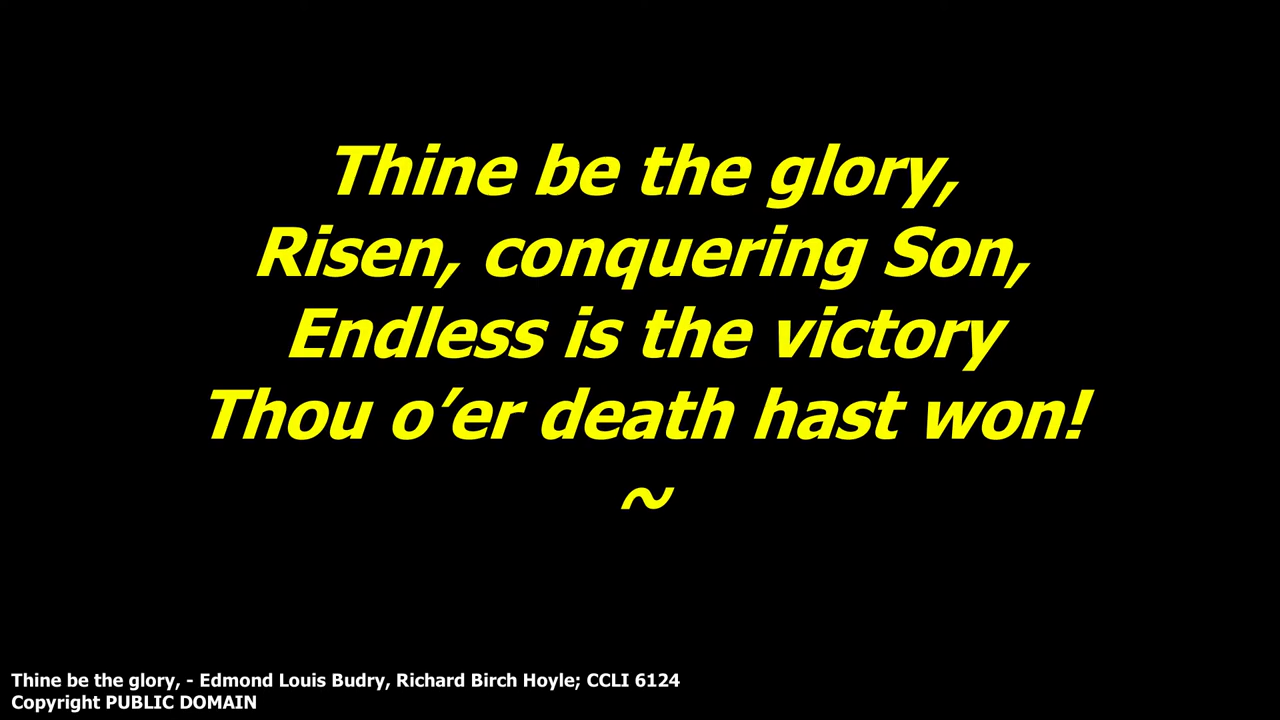 Thine be the glory,
Risen, conquering Son,
Endless is the victory
Thou o’er death hast won!
~
Thine be the glory, - Edmond Louis Budry, Richard Birch Hoyle; CCLI 6124
Copyright PUBLIC DOMAIN